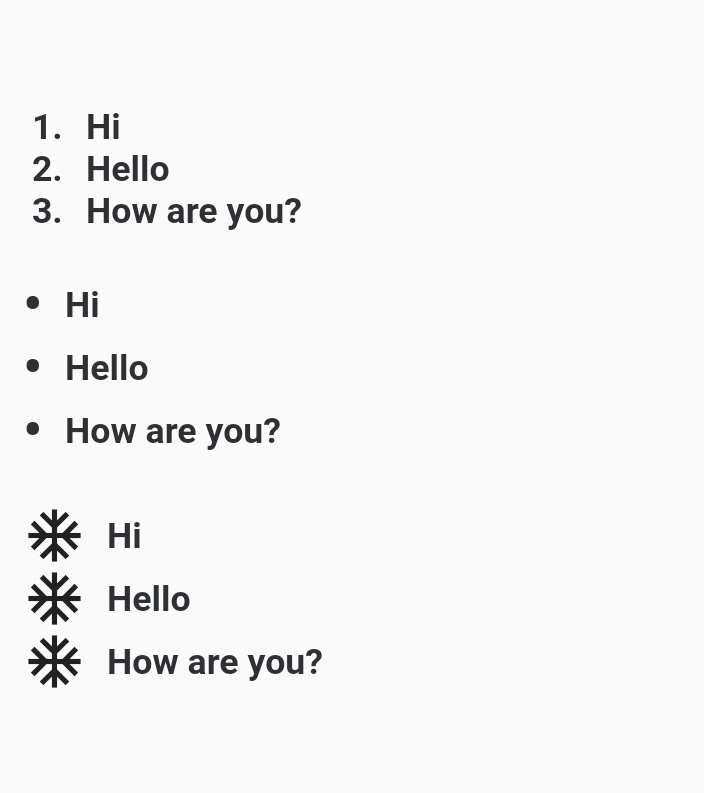 1. Hi
2. Hello
3. How are you?
• Hi
• Hello
• How are you?
Hi
Hello
How are you?